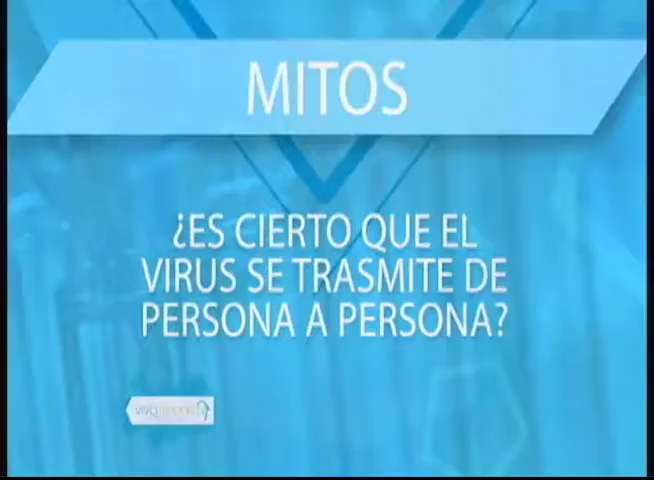 MITOS
¿ES CIERTO QUE EL
VIRUS SE TRASMITE DE
PERSONA A PERSONA?